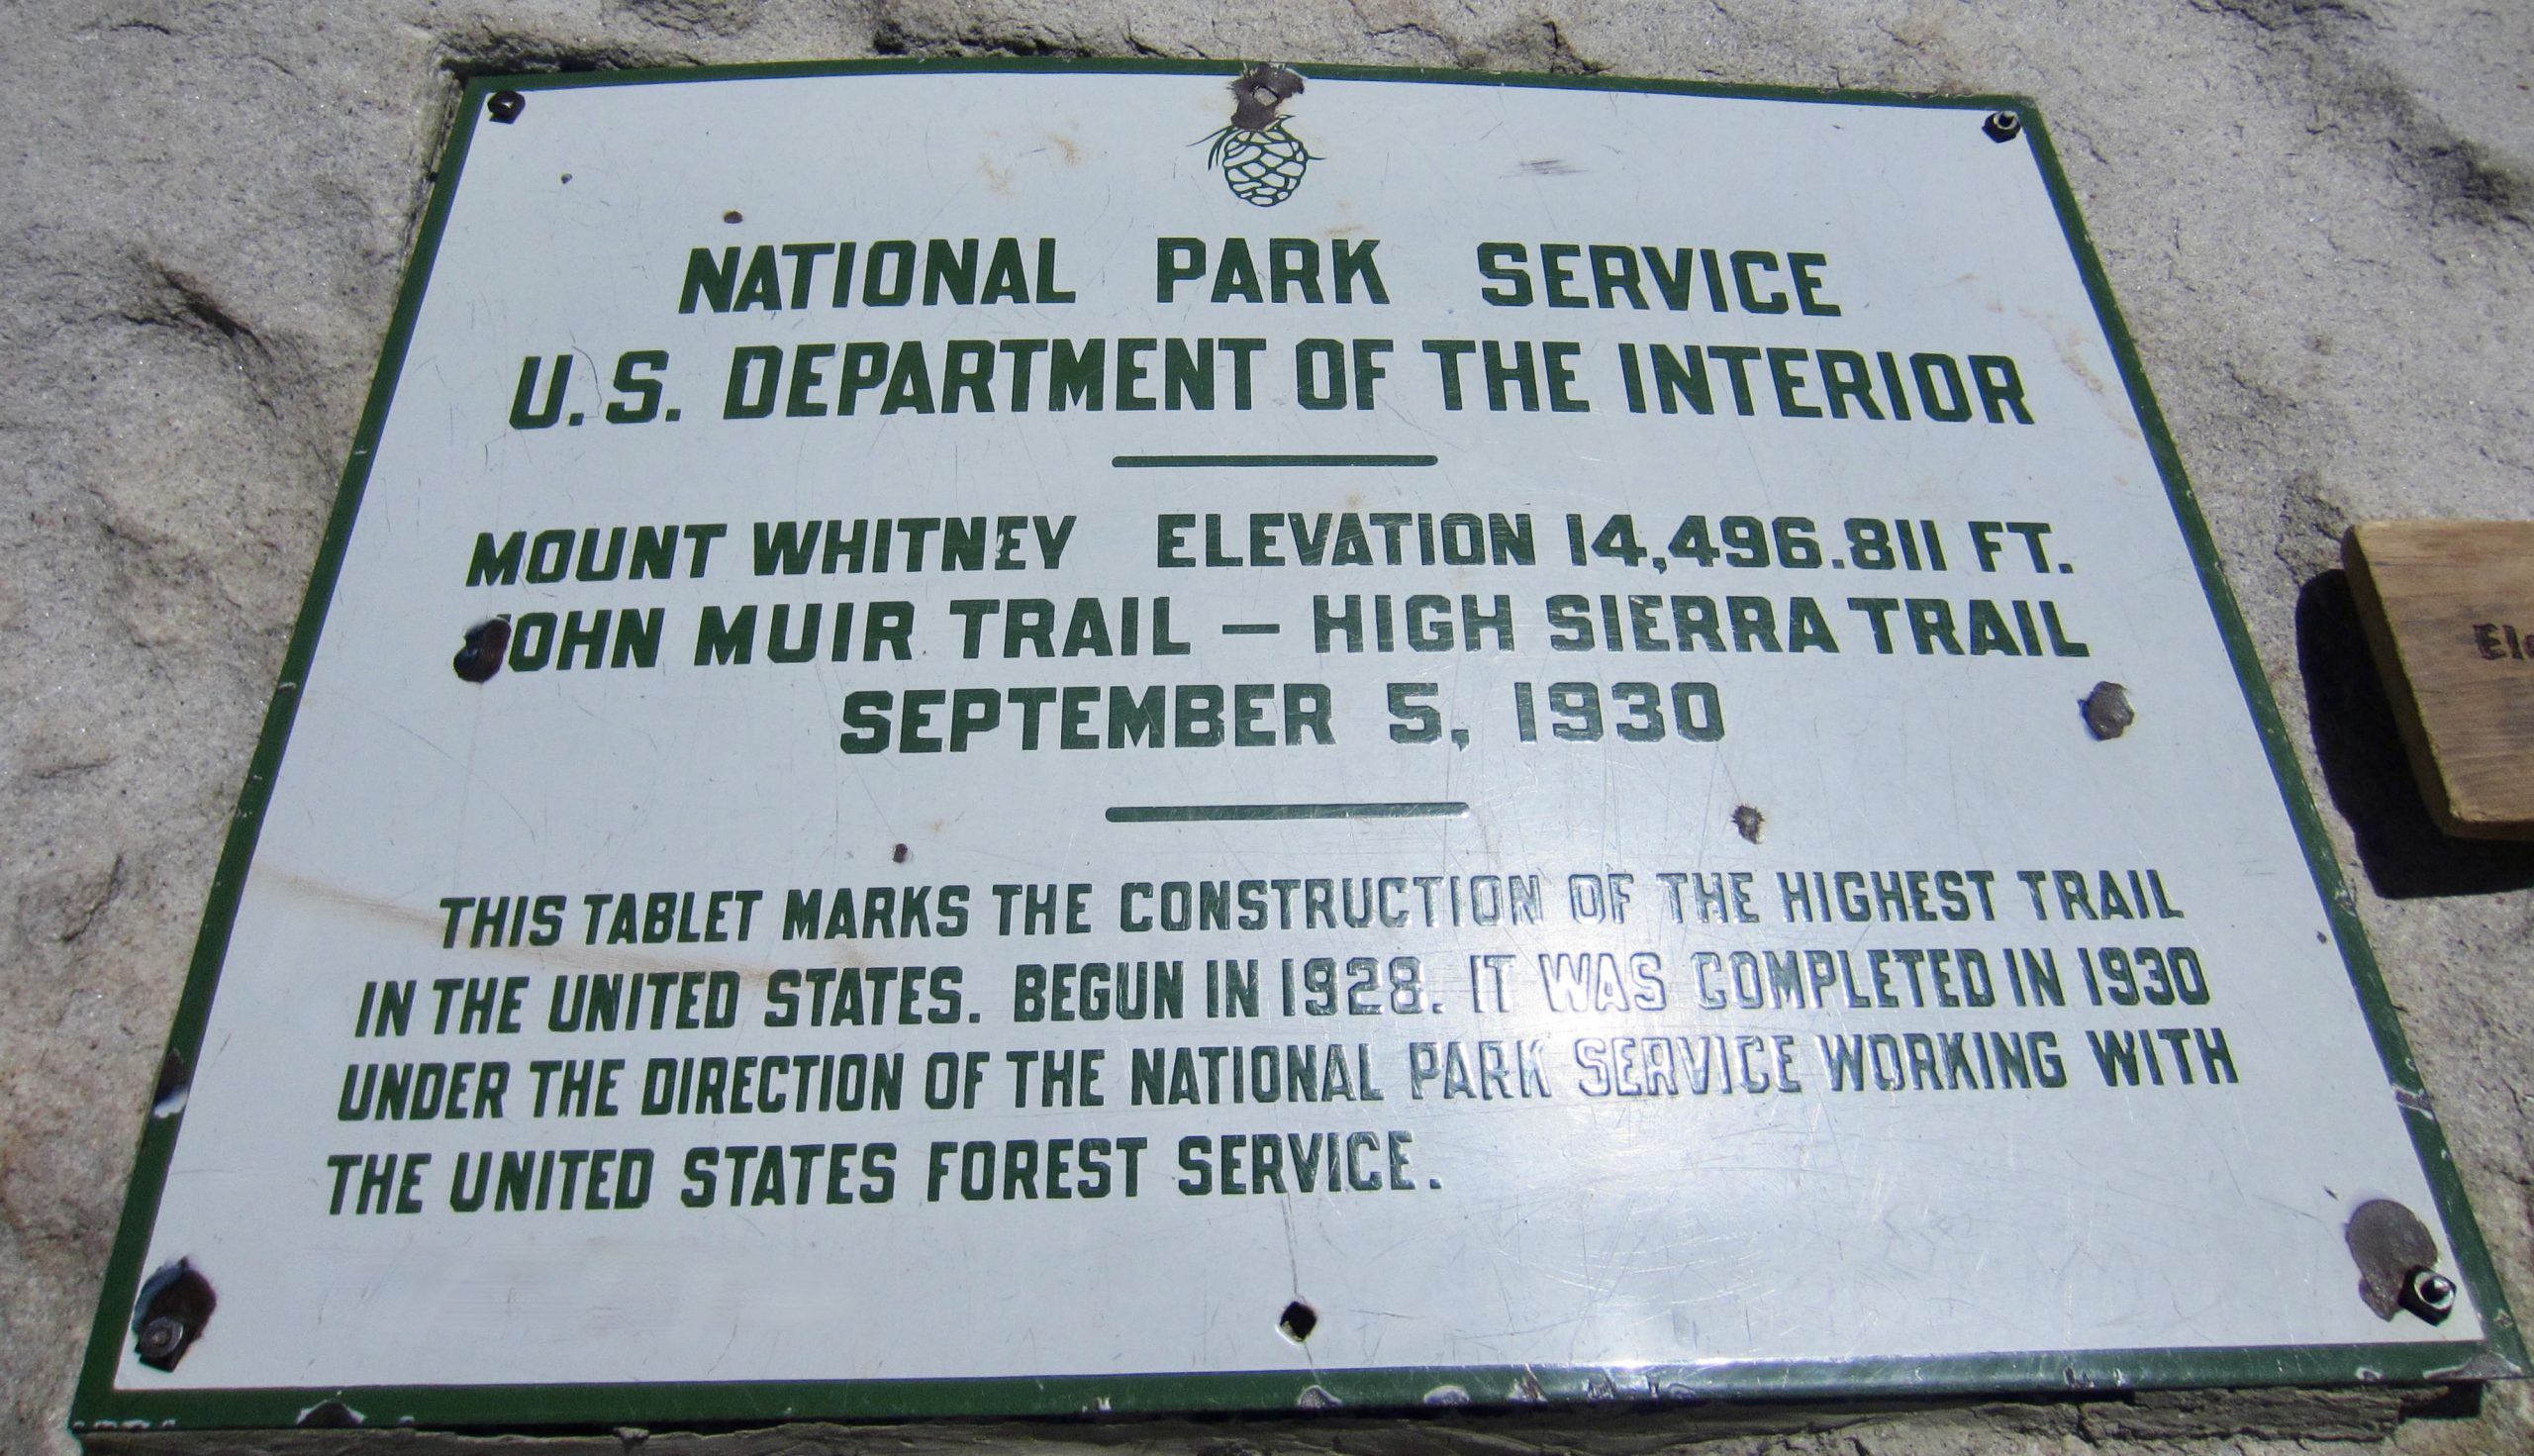 NATIONAL PARK SERVICE
U.S. DEPARTMENT OF THE INTERIOR
MOUNT WHITNEY ELEVATION 14,496.811 FT.
JOHN MUIR TRAIL — HIGH SIERRA TRAIL
SEPTEMBER 5, 1930
THIS TABLET MARKS THE CONSTRUCTION OF THE HIGHEST TRAIL
IN THE UNITED STATES. BEGUN IN 1928. IT WAS COMPLETED IN 1930
UNDER THE DIRECTION OF THE NATIONAL PARK SERVICE WORKING WITH
THE UNITED STATES FOREST SERVICE.